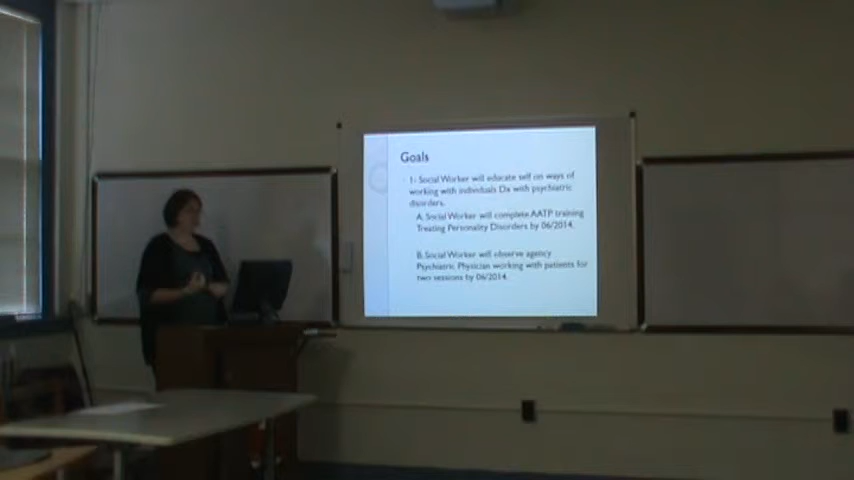 Goals
1- Social Worker will educate self on ways of
working with individuals Dx with psychiatric
disorders.
A. Social Worker will complete AATP training
Treating Personality Disorders by 06/2014.
B. Social Worker will observe agency
Psychiatric Physician working with patients for
two sessions by 06/2014.